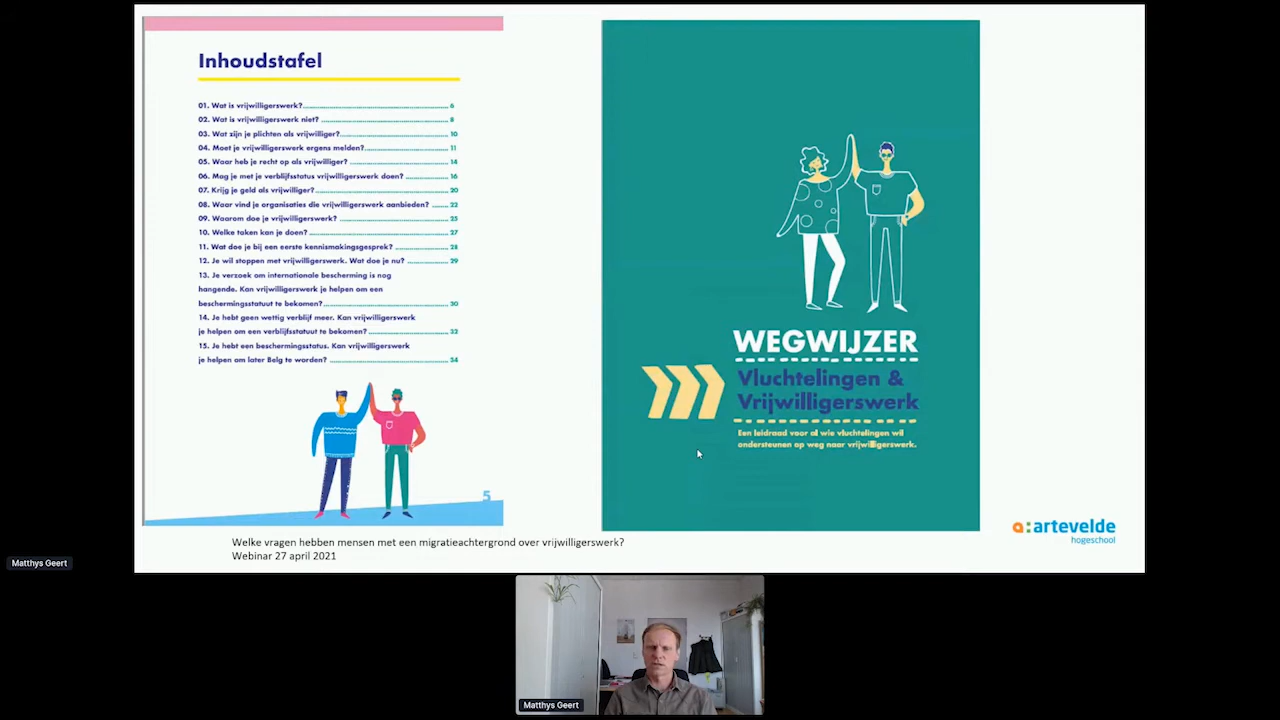 Inhoudstafel
01. Wat is vrijwilligerswerk? 6
02. Wat is vrijwilligerswerk niet? 8
03. Wat zijn je plichten als vrijwilliger? 10
04. Moet je vrijwilligerswerk ergens melden? 11
05. Waar heb je recht op als vrijwilliger? 14
06. Mag je met je verblijfsstatus vrijwilligerswerk doen? 16
07. Krijg je geld als vrijwilliger? 20
08. Waar vind je organisaties die vrijwilligerswerk aanbieden? 22
09. Waarom doe je vrijwilligerswerk? 25
10. Welke taken kan je doen? 27
11. Wat doe je bij een eerste kennismakingsgesprek? 28
12. Je wil stoppen met vrijwilligerswerk. Wat doe je nu? 29
13. Je verzoek om internationale bescherming is nog
hangende. Kan vrijwilligerswerk je helpen om een
beschermingsstatuut te bekomen? 30
14. Je hebt geen wettig verblijf meer. Kan vrijwilligerswerk
je helpen om een verblijfsstatuut te bekomen? 32
15. Je hebt een beschermingsstatus. Kan vrijwilligerswerk
je helpen om later Belg te worden? 34
5
WEGWIJZER
Vluchtelingen &
Vrijwilligerswerk
Een leidraad voor al wie vluchtelingen wil
ondersteunen op weg naar vrijwilligerswerk.
a:artevelde
hogeschool
Welke vragen hebben mensen met een migratieachtergrond over vrijwilligerswerk?
Webinar 27 april 2021
Matthys Geert
Matthys Geert